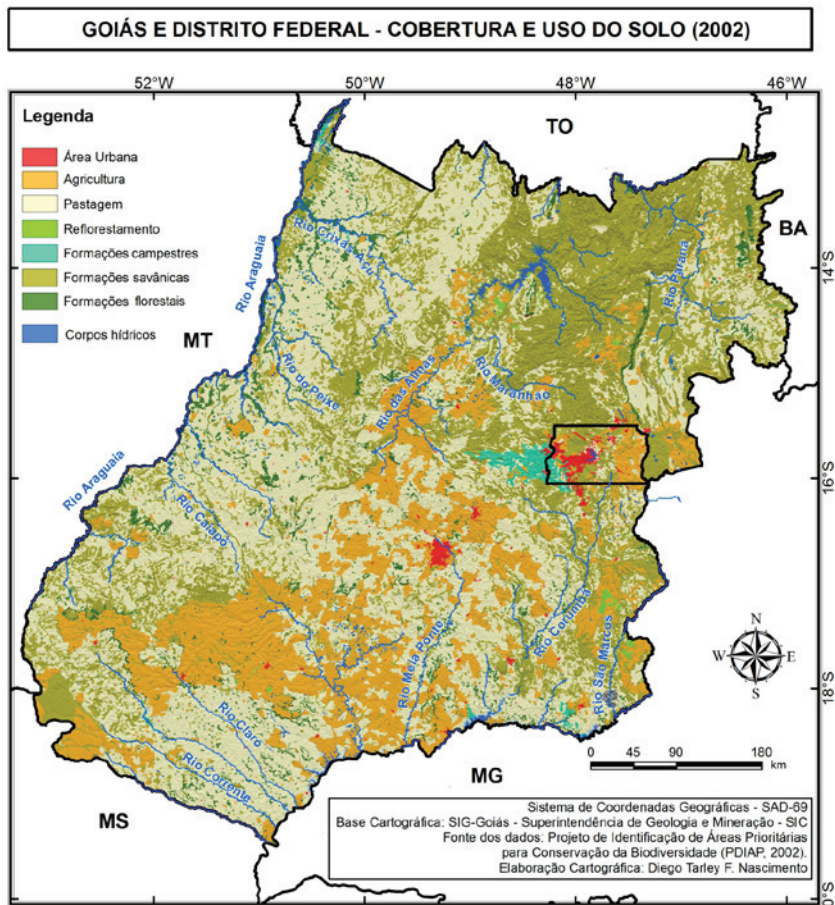 GOIÁS E DISTRITO FEDERAL - COBERTURA E USO DO SOLO (2002)
52°W
50°W
48°W
46°W
Legenda
Área Urbana
Agricultura
Pastagem
Reflorestamento
Formações campestres
Formações savânicas
Formações florestais
Corpos hídricos
TO
BA
MT
MS
MG
14°S
16°S
18°S
0°S
Rio Araguaia
Rio Crixás-Açu
Rio Paranã
Rio do Peixe
Rio das Almas
Rio Maranhão
Rio Araguaia
Rio Caiapó
Rio Meia Ponte
Rio Corumbá
Rio São Marcos
Rio Claro
Rio Corrente
N
W E
S
0 45 90 180
km
Sistema de Coordenadas Geográficas - SAD-69
Base Cartográfica: SIG-Goiás - Superintendência de Geologia e Mineração - SIC
Fonte dos dados: Projeto de Identificação de Áreas Prioritárias
para Conservação da Biodiversidade (PDIAP, 2002).
Elaboração Cartográfica: Diego Tarley F. Nascimento